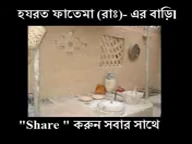 হযরত ফাতেমা (রাঃ)- এর বাড়ি।
"Share " করুন সবার সাথে